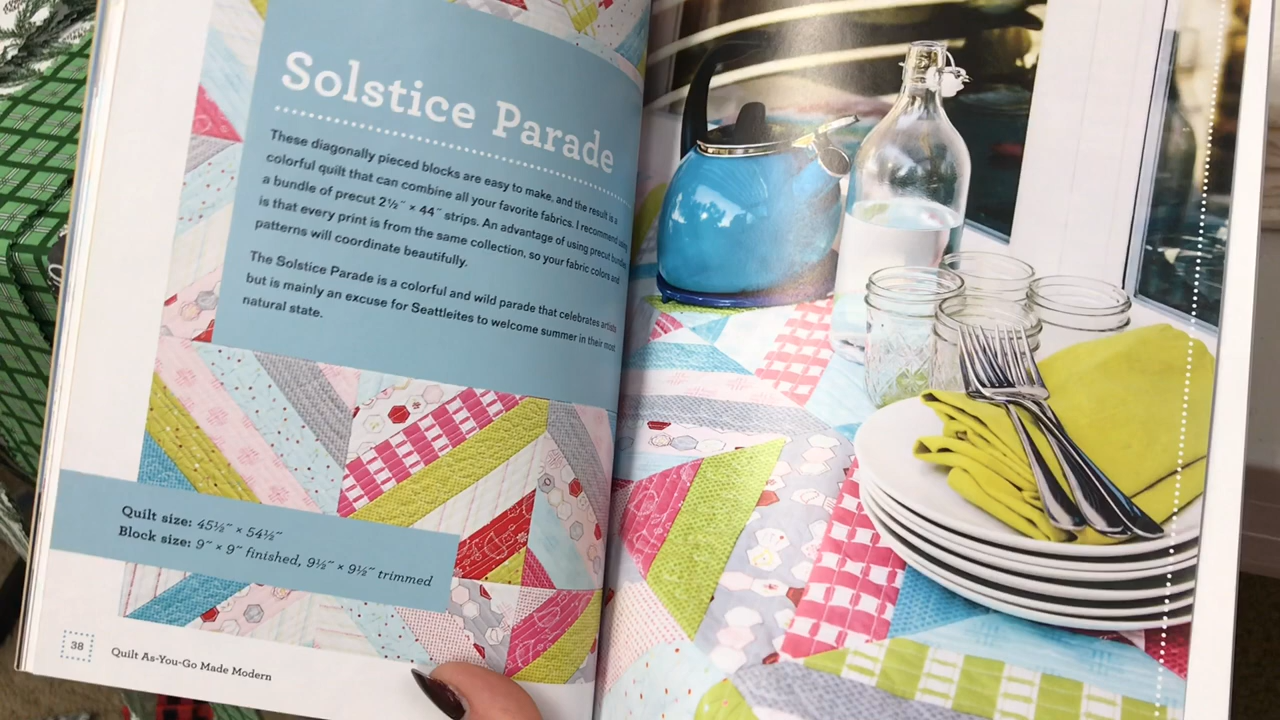 Solstice Parade
These diagonally pieced blocks are easy to make, and the result is a
colorful quilt that can combine all your favorite fabrics. I recommend using
a bundle of precut 2½″ × 44″ strips. An advantage of using precut bundles
is that every print is from the same collection, so your fabric colors and
patterns will coordinate beautifully.
The Solstice Parade is a colorful and wild parade that celebrates artists
but is mainly an excuse for Seattleites to welcome summer in their most
natural state.
Quilt size: 45½″ × 54½″
Block size: 9″ × 9″ finished, 9½″ × 9½″ trimmed
38
Quilt As-You-Go Made Modern